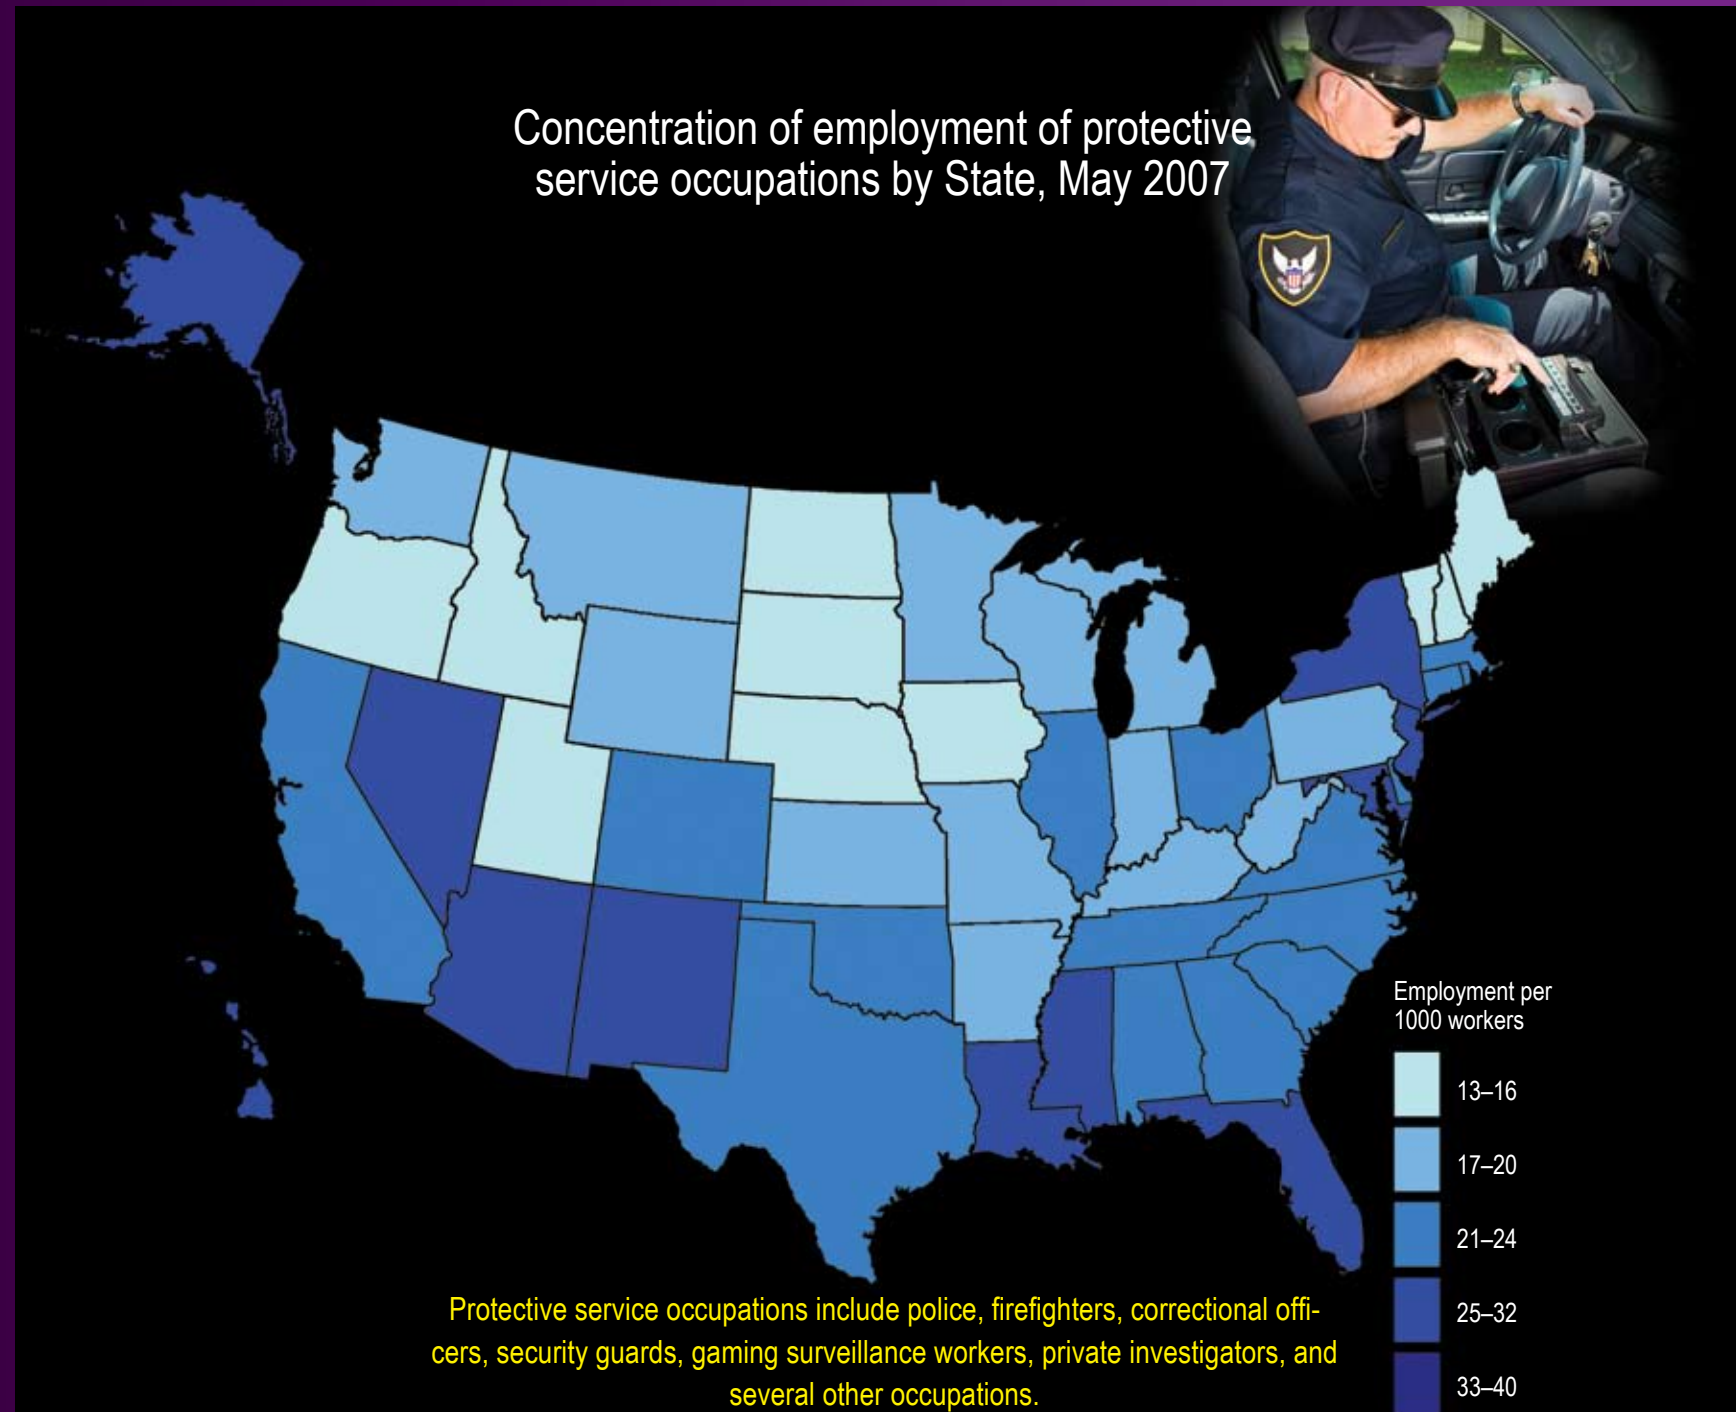 Concentration of employment of protective
service occupations by State, May 2007
Employment per
1000 workers
13–16
17–20
21–24
25–32
33–40
Protective service occupations include police, firefighters, correctional offi-
cers, security guards, gaming surveillance workers, private investigators, and
several other occupations.